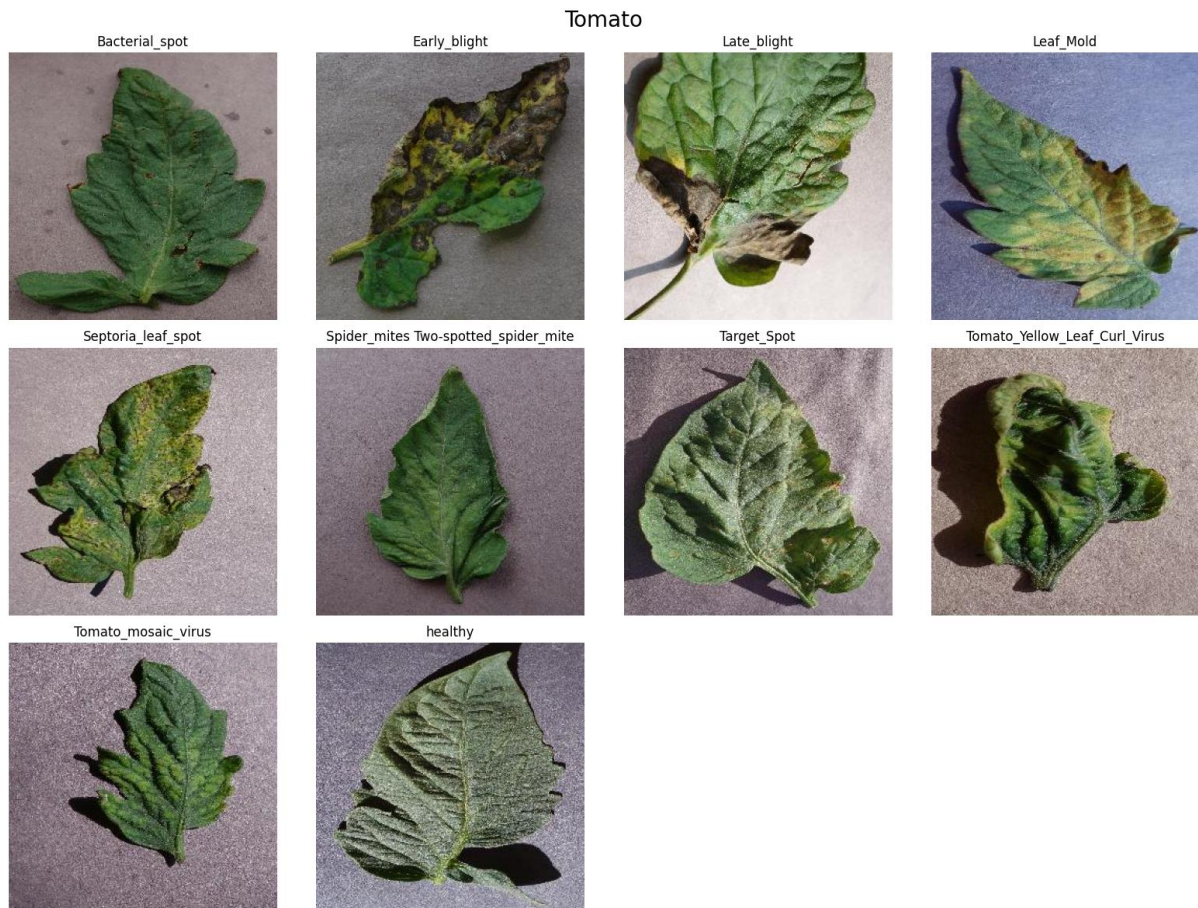 Tomato
Bacterial_spot
Early_blight
Late_blight
Leaf_Mold
Septoria_leaf_spot
Spider_mites Two-spotted_spider_mite
Target_Spot
Tomato_Yellow_Leaf_Curl_Virus
Tomato_mosaic_virus
healthy